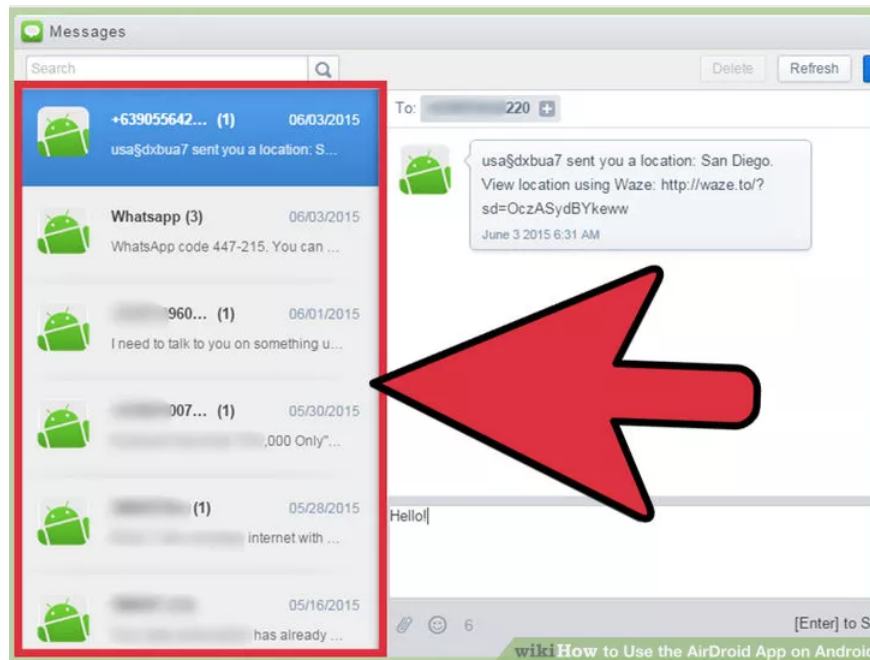 Messages
Search
Delete
Refresh
+639055642... (1)
06/03/2015
usa§dxbua7 sent you a location: S...
Whatsapp (3)
06/03/2015
WhatsApp code 447-215. You can ...
960... (1)
06/01/2015
I need to talk to you on something u...
007... (1)
05/30/2015
,000 Only"...
(1)
05/28/2015
internet with ...
05/16/2015
has already ...
To: 220
usa§dxbua7 sent you a location: San Diego.
View location using Waze: http://waze.to/?
sd=OczASydBYkeww
June 3 2015 6:31 AM
Hello!
6
[Enter] to S
wikiHow to Use the AirDroid App on Android